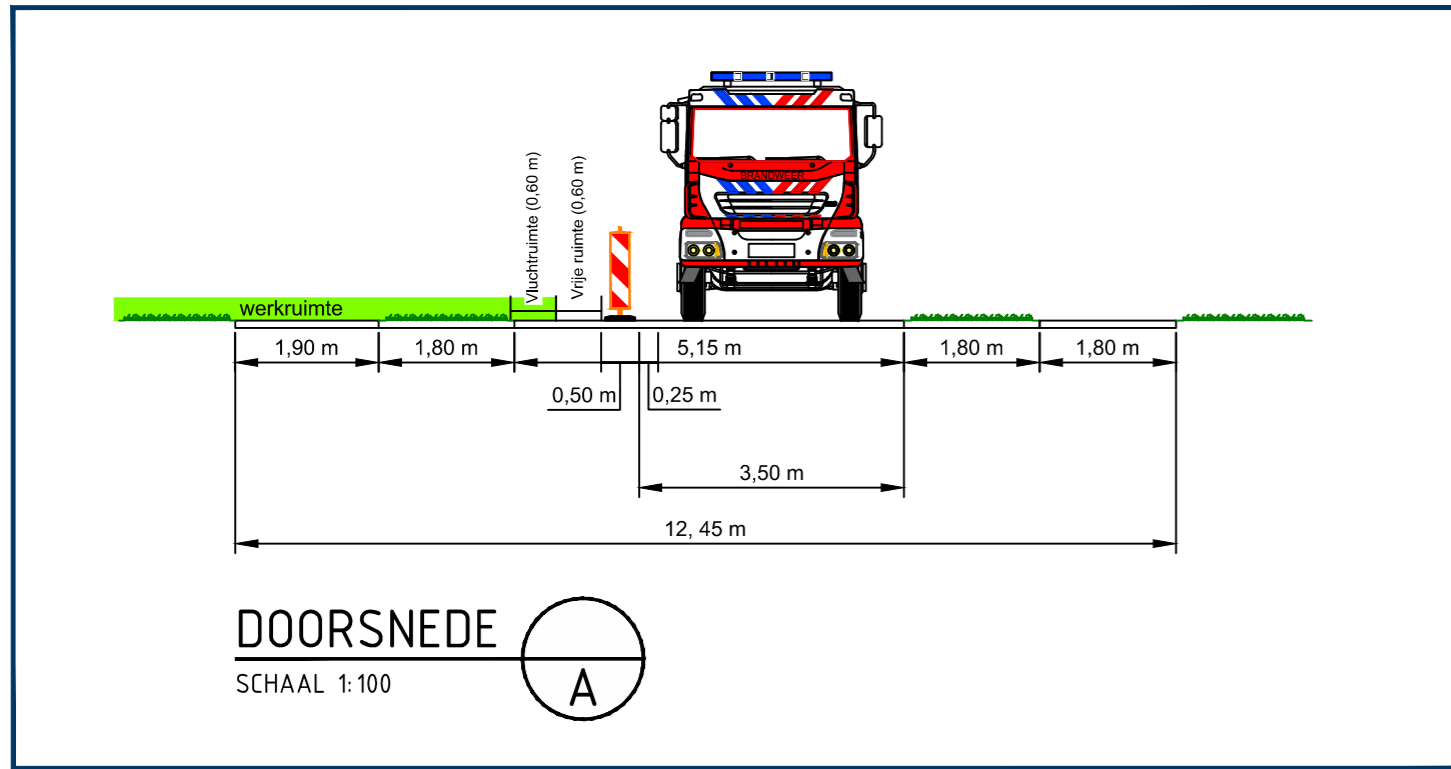 BRANDWEER
Vluchtruimte (0,60 m)
Vrije ruimte (0,60 m)
werkruimte
1,90 m
1,80 m
5,15 m
1,80 m
1,80 m
0,50 m
0,25 m
3,50 m
12, 45 m
DOORSNEDE
A
SCHAAL 1:100